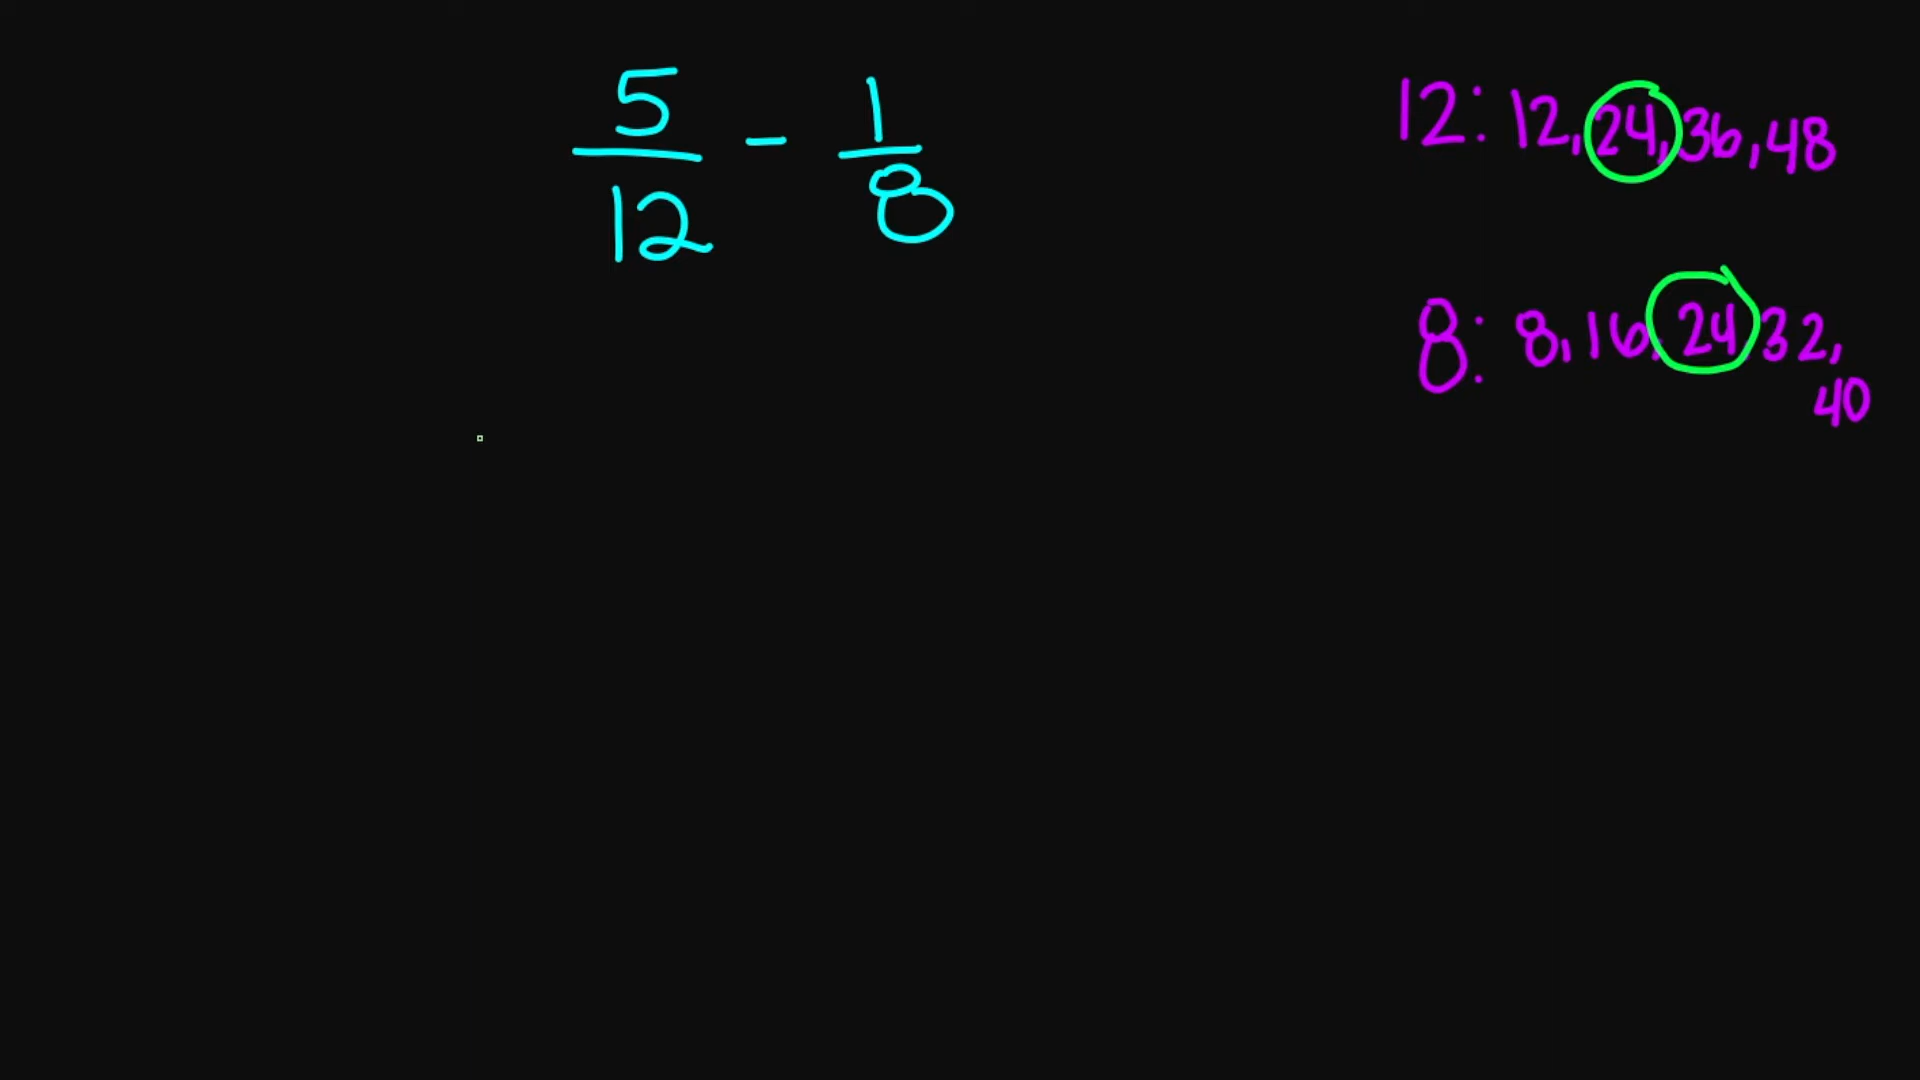 5/12 - 1/8
12: 12, 24, 36, 48
8: 8, 16, 24 32,
40